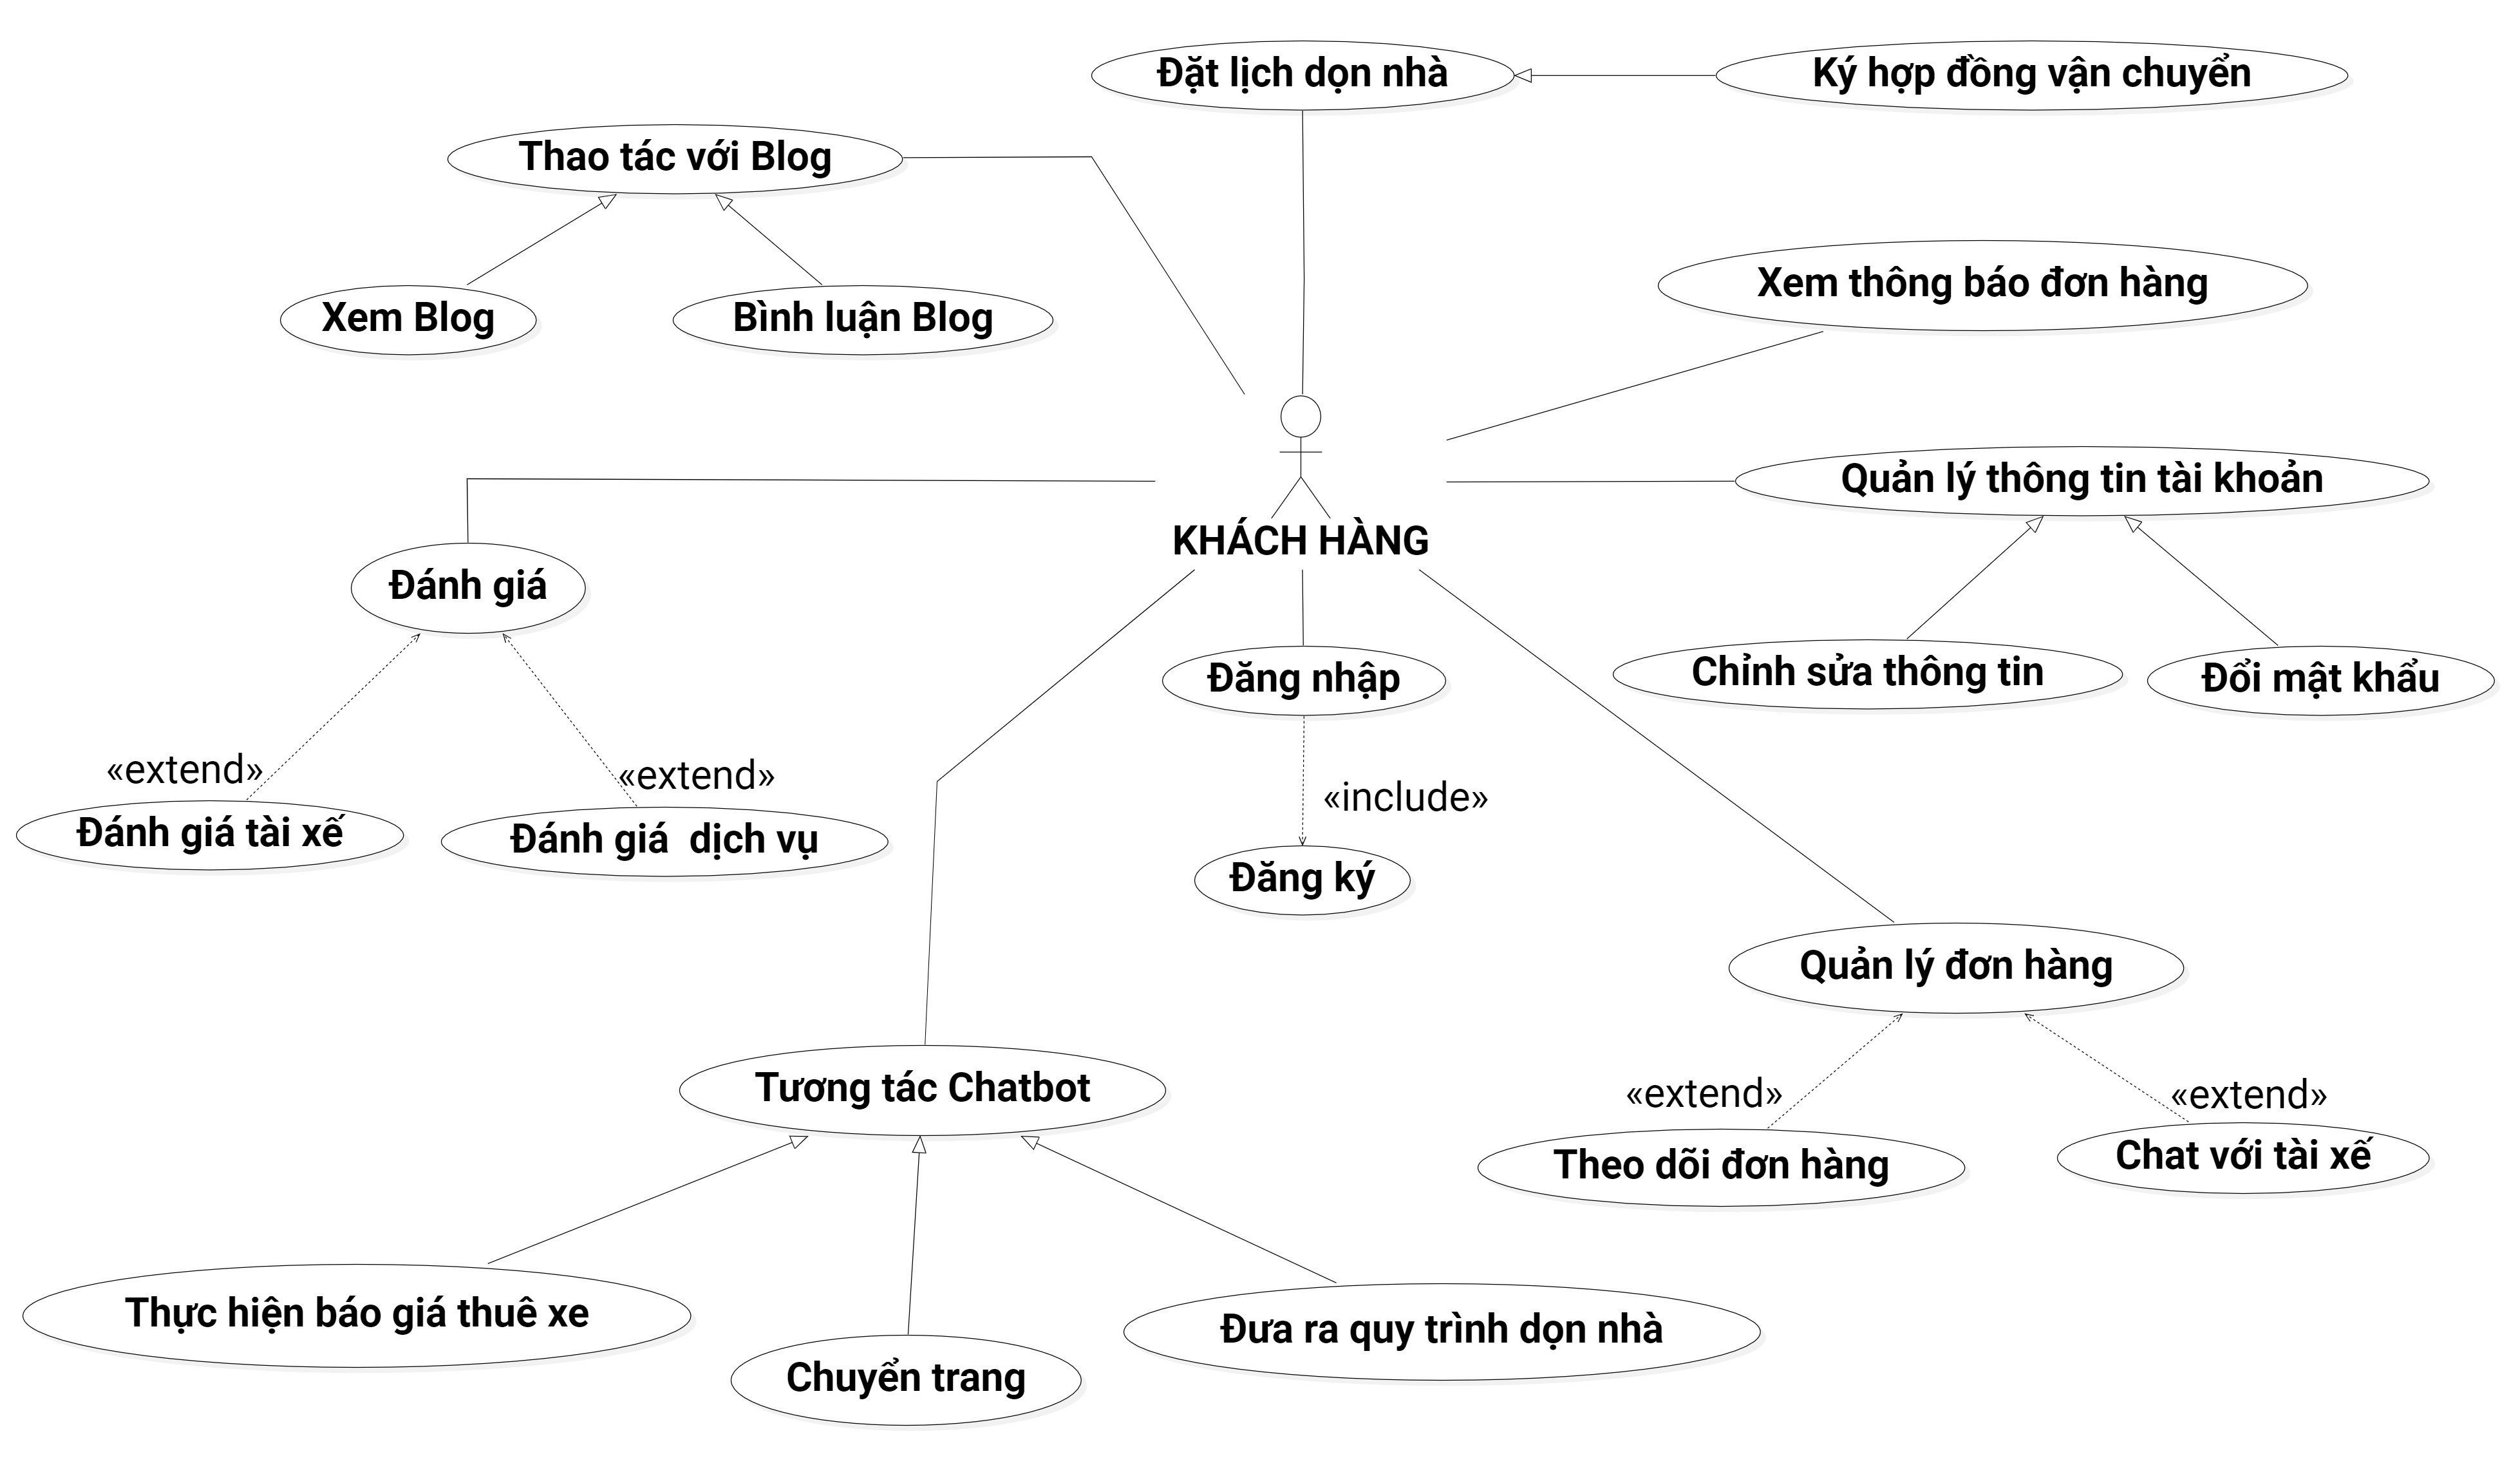 Đặt lịch dọn nhà
Ký hợp đồng vận chuyển
Thao tác với Blog
Xem Blog
Bình luận Blog
Xem thông báo đơn hàng
Quản lý thông tin tài khoản
KHÁCH HÀNG
Đánh giá
Chỉnh sửa thông tin
Đổi mật khẩu
Đăng nhập
«extend»
«extend»
«include»
Đánh giá tài xế
Đánh giá  dịch vụ
Đăng ký
Quản lý đơn hàng
Tương tác Chatbot
«extend»
«extend»
Theo dõi đơn hàng
Chat với tài xế
Thực hiện báo giá thuê xe
Đưa ra quy trình dọn nhà
Chuyển trang